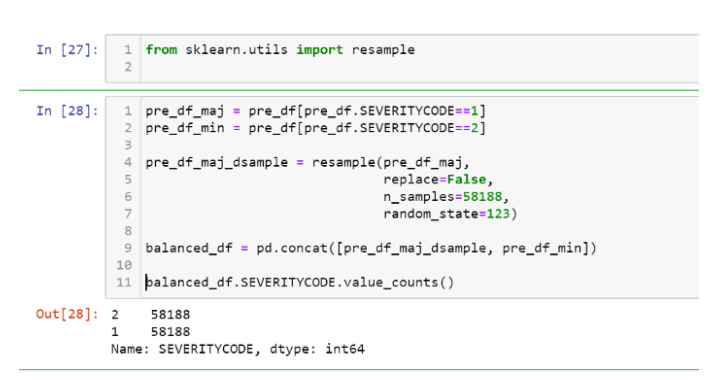 In [27]: 1 from sklearn.utils import resample
2
In [28]: 1 pre_df_maj = pre_df[pre_df.SEVERITYCODE==1]
2 pre_df_min = pre_df[pre_df.SEVERITYCODE==2]
3
4 pre_df_maj_dsample = resample(pre_df_maj,
5 replace=False,
6 n_samples=58188,
7 random_state=123)
8
9 balanced_df = pd.concat([pre_df_maj_dsample, pre_df_min])
10
11 balanced_df.SEVERITYCODE.value_counts()
Out[28]: 2 58188
1 58188
Name: SEVERITYCODE, dtype: int64